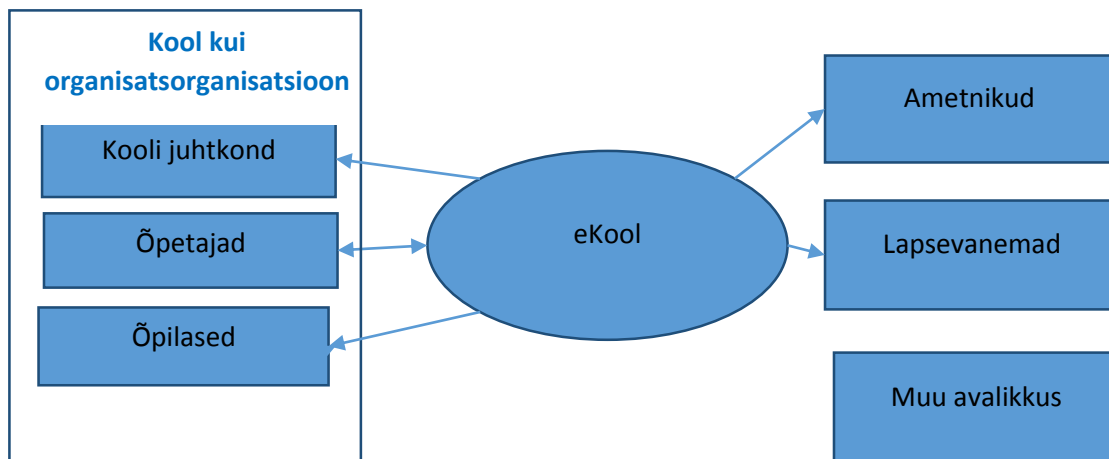 Kool kui
organisatsorganisatsioon
Kooli juhtkond
Õpetajad
Õpilased
eKool
Ametnikud
Lapsevanemad
Muu avalikkus